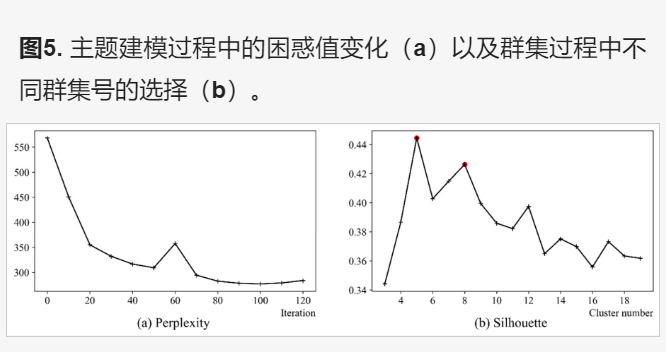 图5. 主题建模过程中的困惑值变化（a）以及群集过程中不
同群集号的选择（b）。
550
500
450
400
350
300
0 20 40 60 80 100 120
Iteration
(a) Perplexity
0.44
0.42
0.40
0.38
0.36
0.34
4 6 8 10 12 14 16 18
Cluster number
(b) Silhouette